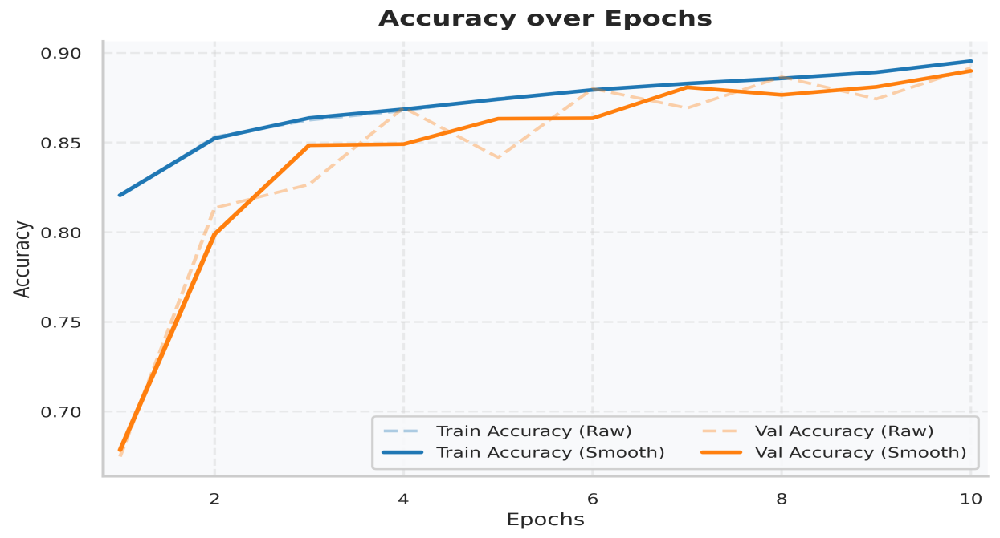 Accuracy over Epochs
0.90
0.85
0.80
0.75
0.70
Accuracy
Train Accuracy (Raw)
Train Accuracy (Smooth)
Val Accuracy (Raw)
Val Accuracy (Smooth)
2 4 6 8 10
Epochs